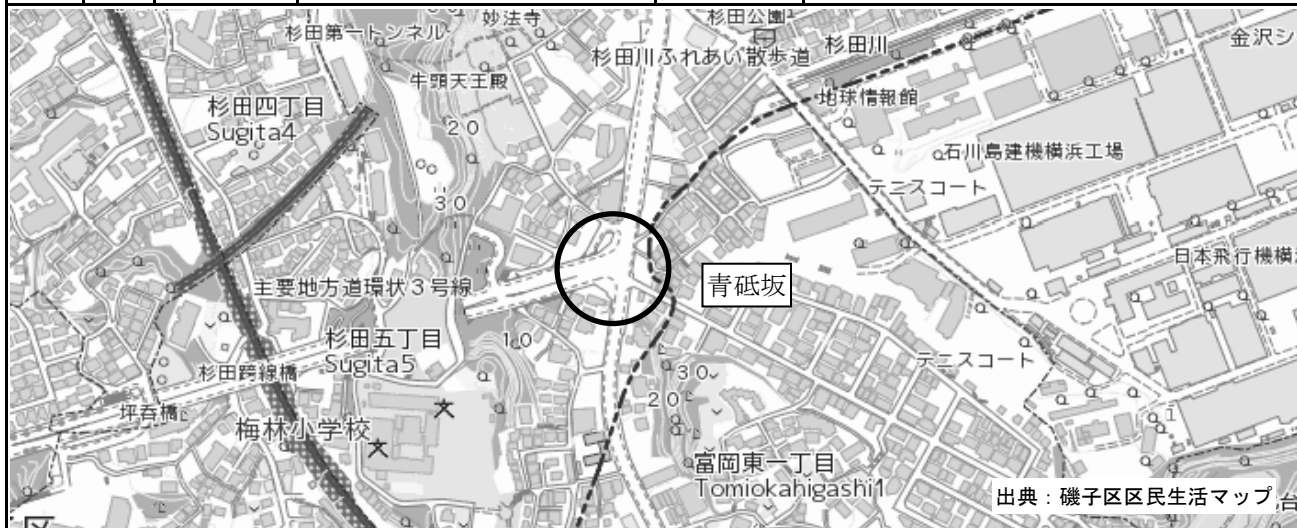 妙法寺
杉田公園
杉田第一トンネル
杉田川
金沢シ
杉田川ふれあい散歩道
牛頭天王殿
地球情報館
杉田四丁目
Sugita4
20
石川島建機横浜工場
テニスコート
30
日本飛行機横
主要地方道環状3号線
青砥坂
杉田五丁目
Sugita5
10
テニスコート
杉田跨線橋
30
20
坪呑橋
梅林小学校
富岡東一丁目
Tomiokahigashi1
出典:磯子区区民生活マップ
台
区